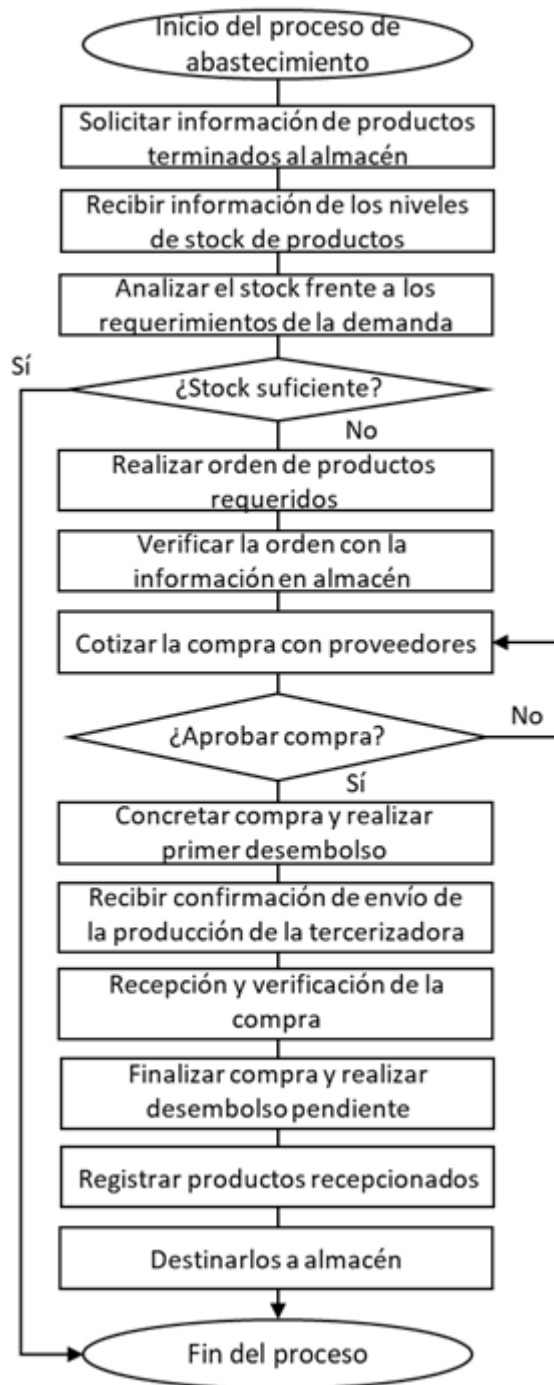 Inicio del proceso de
abastecimiento
Solicitar información de productos
terminados al almacén
Recibir información de los niveles
de stock de productos
Analizar el stock frente a los
requerimientos de la demanda
Sí
¿Stock suficiente?
No
Realizar orden de productos
requeridos
Verificar la orden con la
información en almacén
Cotizar la compra con proveedores
¿Aprobar compra?
No
Sí
Concretar compra y realizar
primer desembolso
Recibir confirmación de envío de
la producción de la tercerizadora
Recepción y verificación de la
compra
Finalizar compra y realizar
desembolso pendiente
Registrar productos recepcionados
Destinarlos a almacén
Fin del proceso